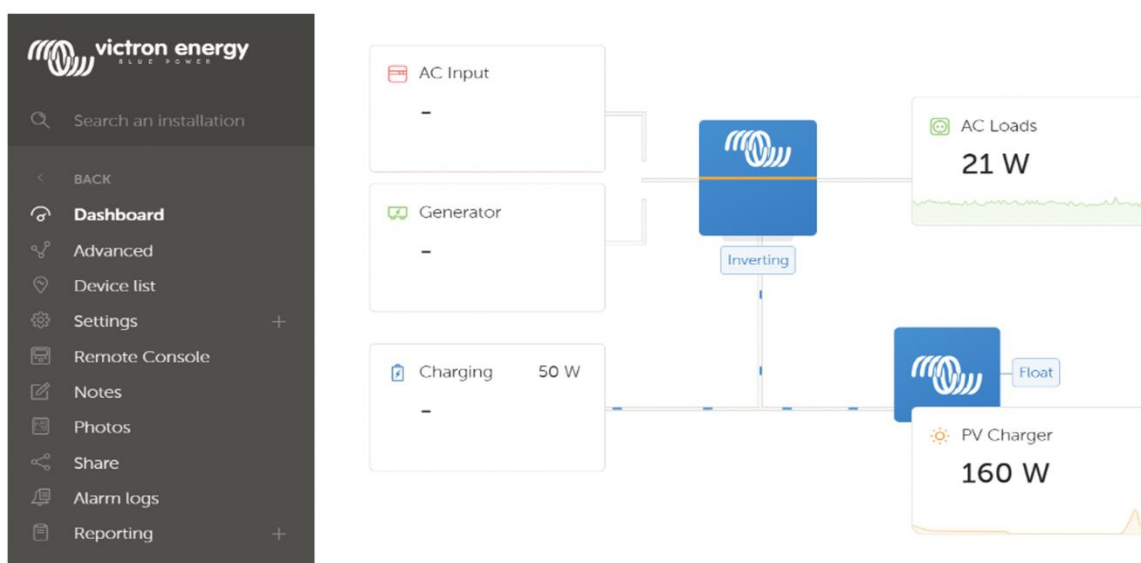 victron energy
BLUE POWER
Search an installation
BACK
Dashboard
Advanced
Device list
Settings +
Remote Console
Notes
Photos
Share
Alarm logs
Reporting +
AC Input
-
Generator
-
Charging 50 W
-
Inverting
AC Loads
21 W
Float
PV Charger
160 W